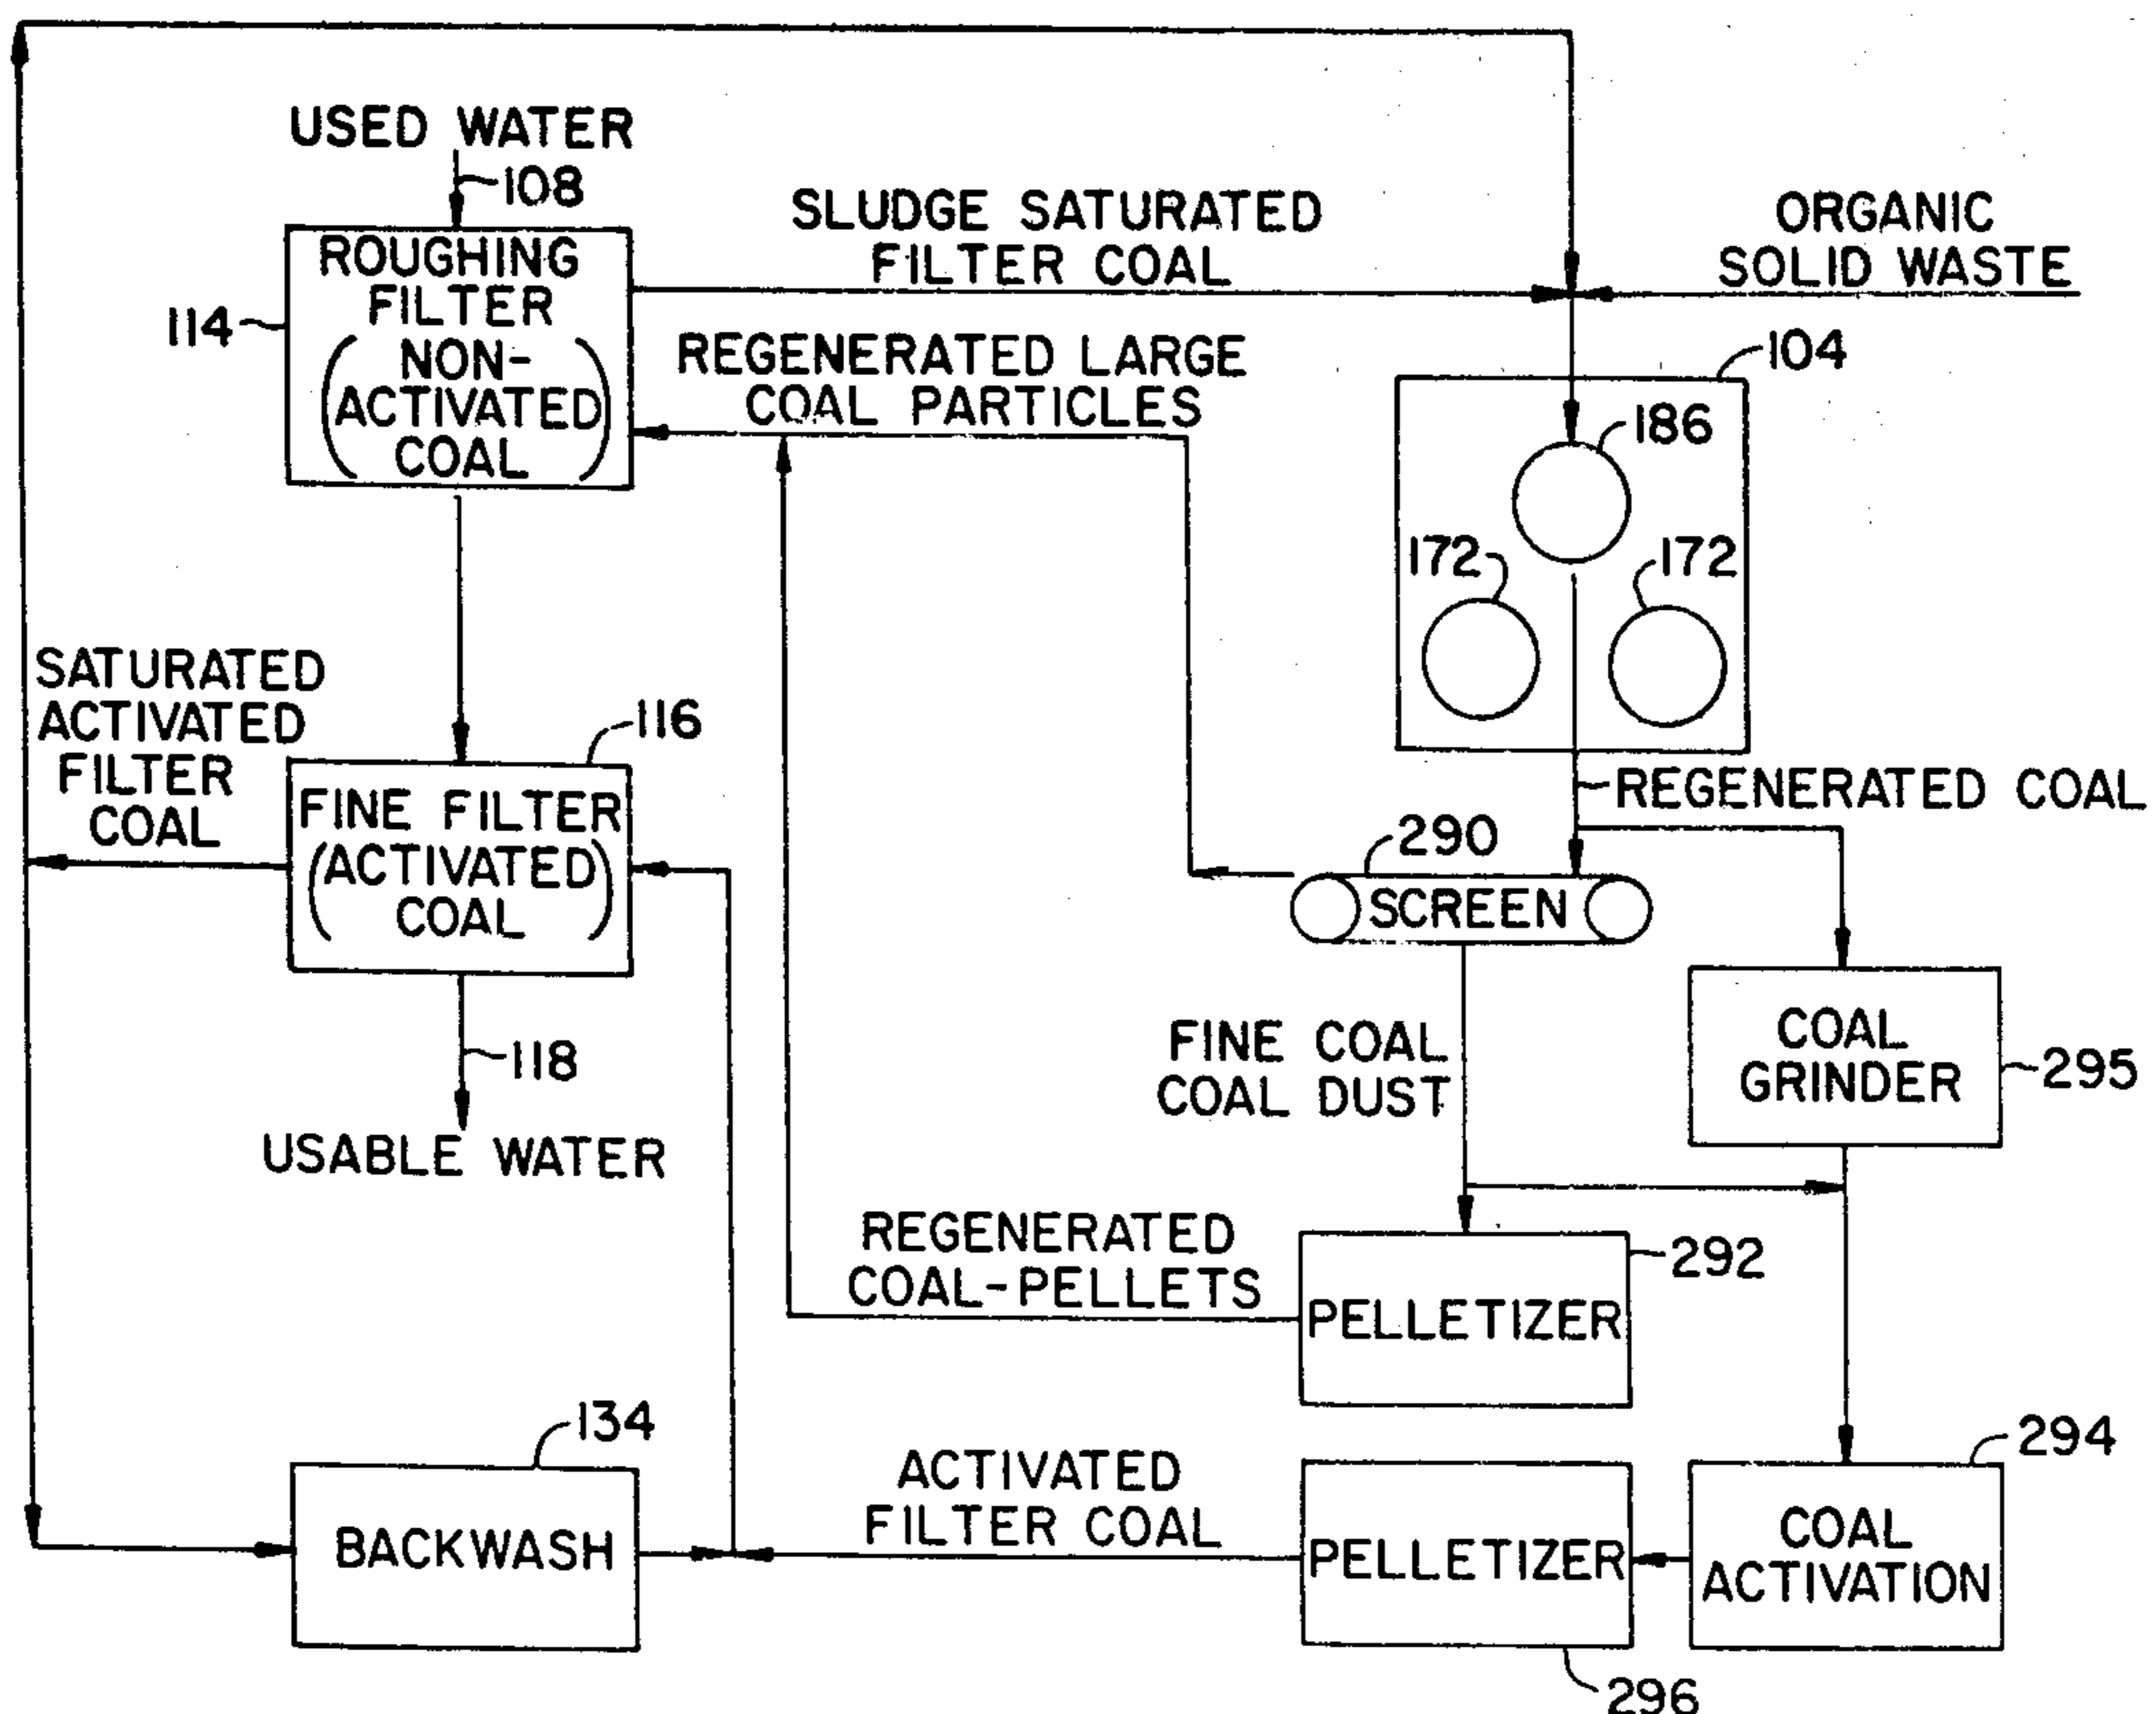 USED WATER
108
ROUGHING
FILTER
(NON-
ACTIVATED
COAL)
114
SLUDGE SATURATED
FILTER COAL
ORGANIC
SOLID WASTE
REGENERATED LARGE
COAL PARTICLES
104
186
172
172
SATURATED
ACTIVATED
FILTER
COAL
116
FINE FILTER
(ACTIVATED
COAL)
REGENERATED COAL
290
SCREEN
118
USABLE WATER
FINE COAL
COAL DUST
COAL
GRINDER
295
REGENERATED
COAL-PELLETS
292
PELLETIZER
134
BACKWASH
ACTIVATED
FILTER COAL
PELLETIZER
296
294
COAL
ACTIVATION